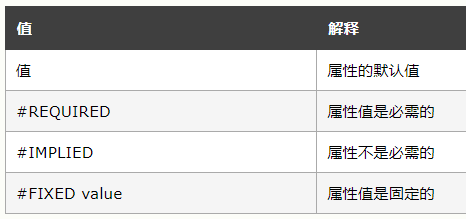 值 解释
值 属性的默认值
#REQUIRED 属性值是必需的
#IMPLIED 属性不是必需的
#FIXED value 属性值是固定的